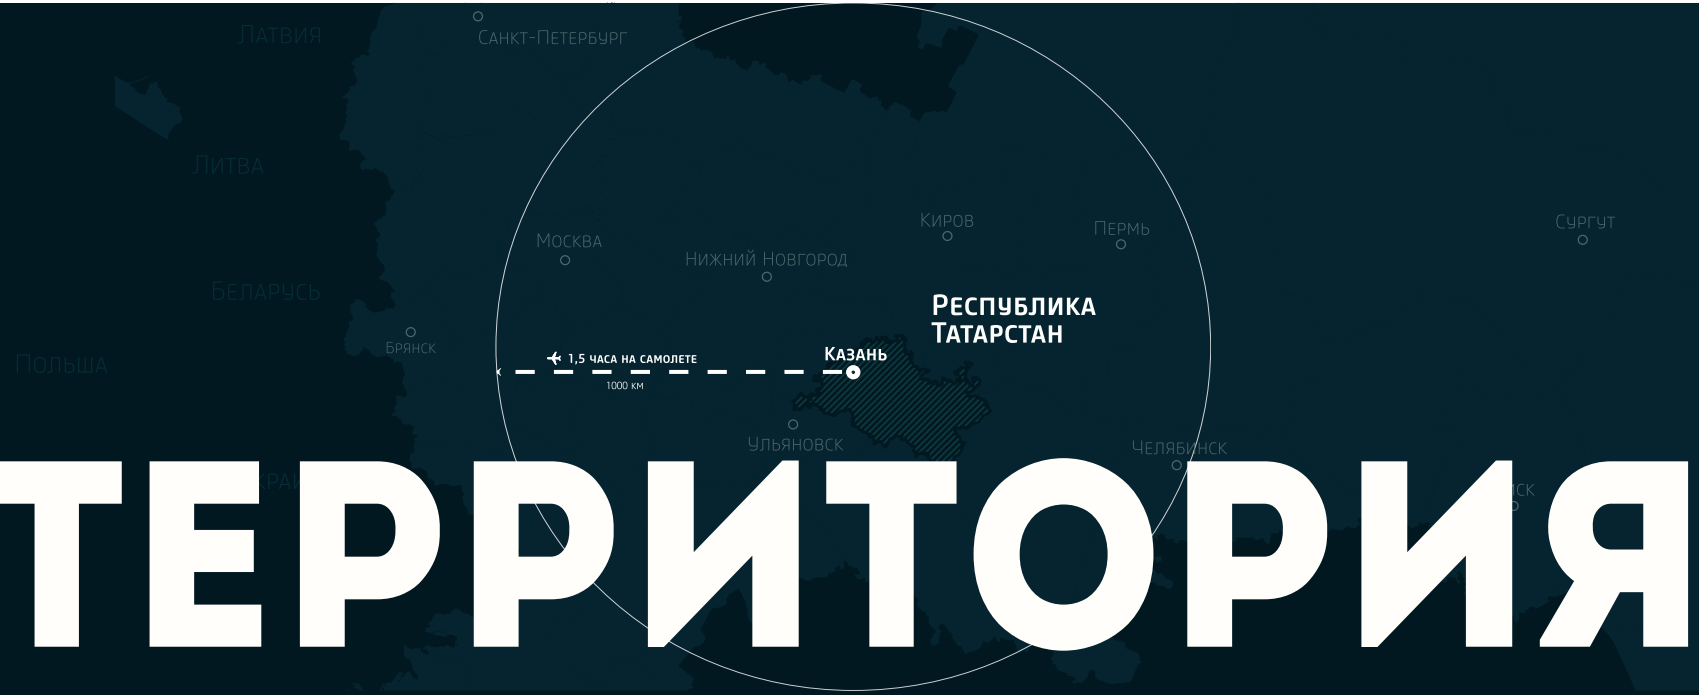 Латвия
Санкт-Петербург
Литва
Киров
Пермь
Сургут
Москва
Нижний Новгород
Беларусь
Республика
Татарстан
Брянск
Казань
1,5 часа на самолете
Польша
1000 км
Ульяновск
Челябинск
ТЕРРИТОРИЯ